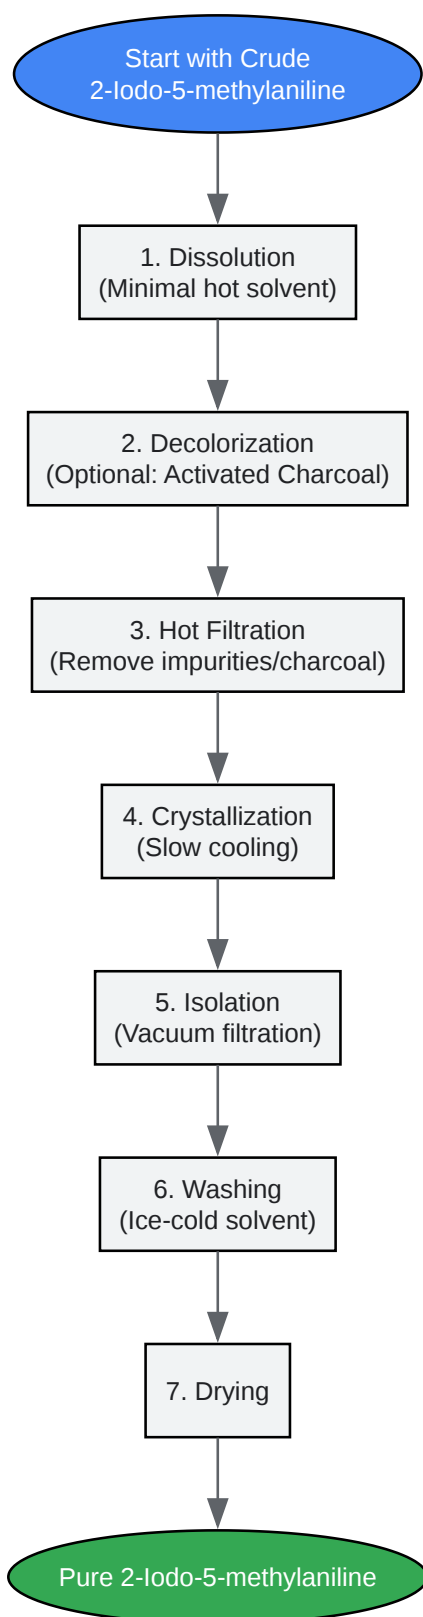 Start with Crude
2-Iodo-5-methylaniline
1. Dissolution
(Minimal hot solvent)
2. Decolorization
(Optional: Activated Charcoal)
3. Hot Filtration
(Remove impurities/charcoal)
4. Crystallization
(Slow cooling)
5. Isolation
(Vacuum filtration)
6. Washing
(Ice-cold solvent)
7. Drying
Pure 2-Iodo-5-methylaniline